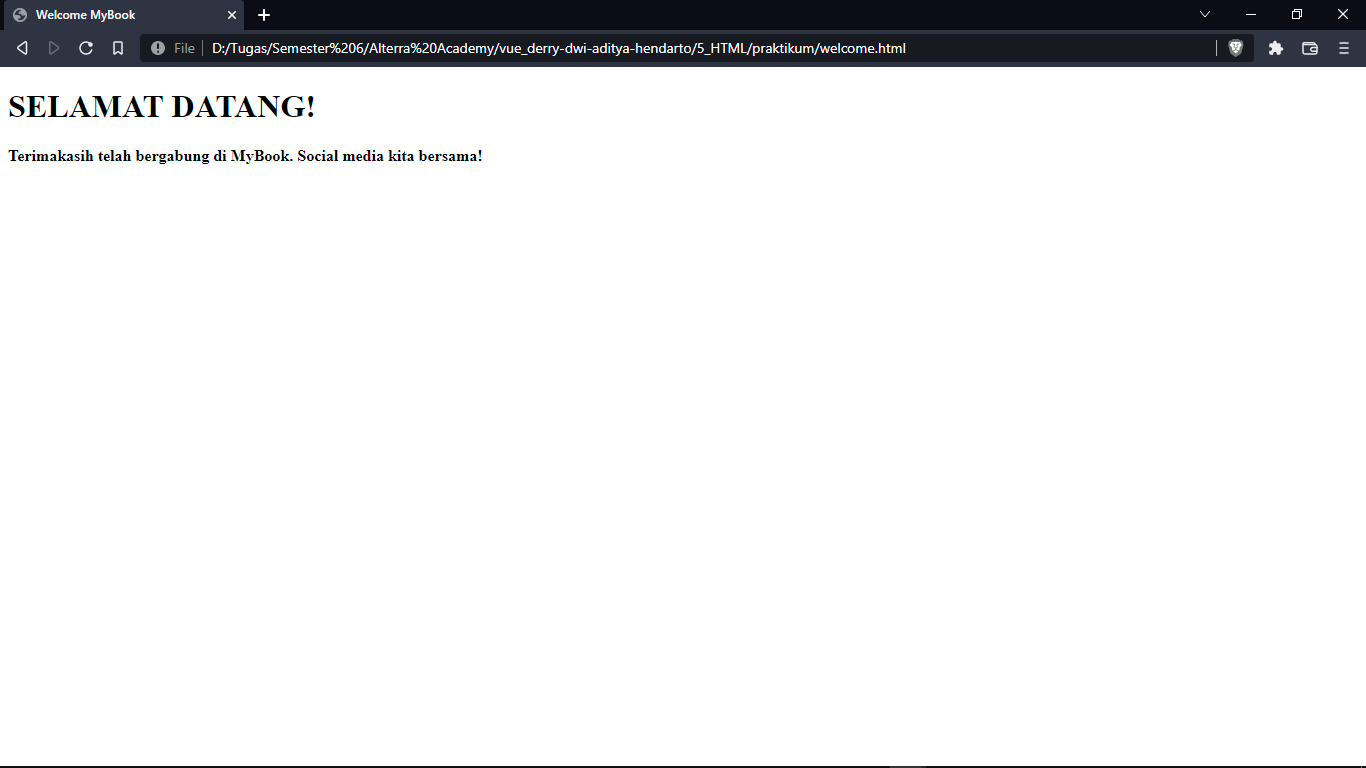 Welcome MyBook
File
D:/Tugas/Semester%206/Alterra%20Academy/vue_derry-dwi-aditya-hendarto/5_HTML/praktikum/welcome.html
SELAMAT DATANG!
Terimakasih telah bergabung di MyBook. Social media kita bersama!